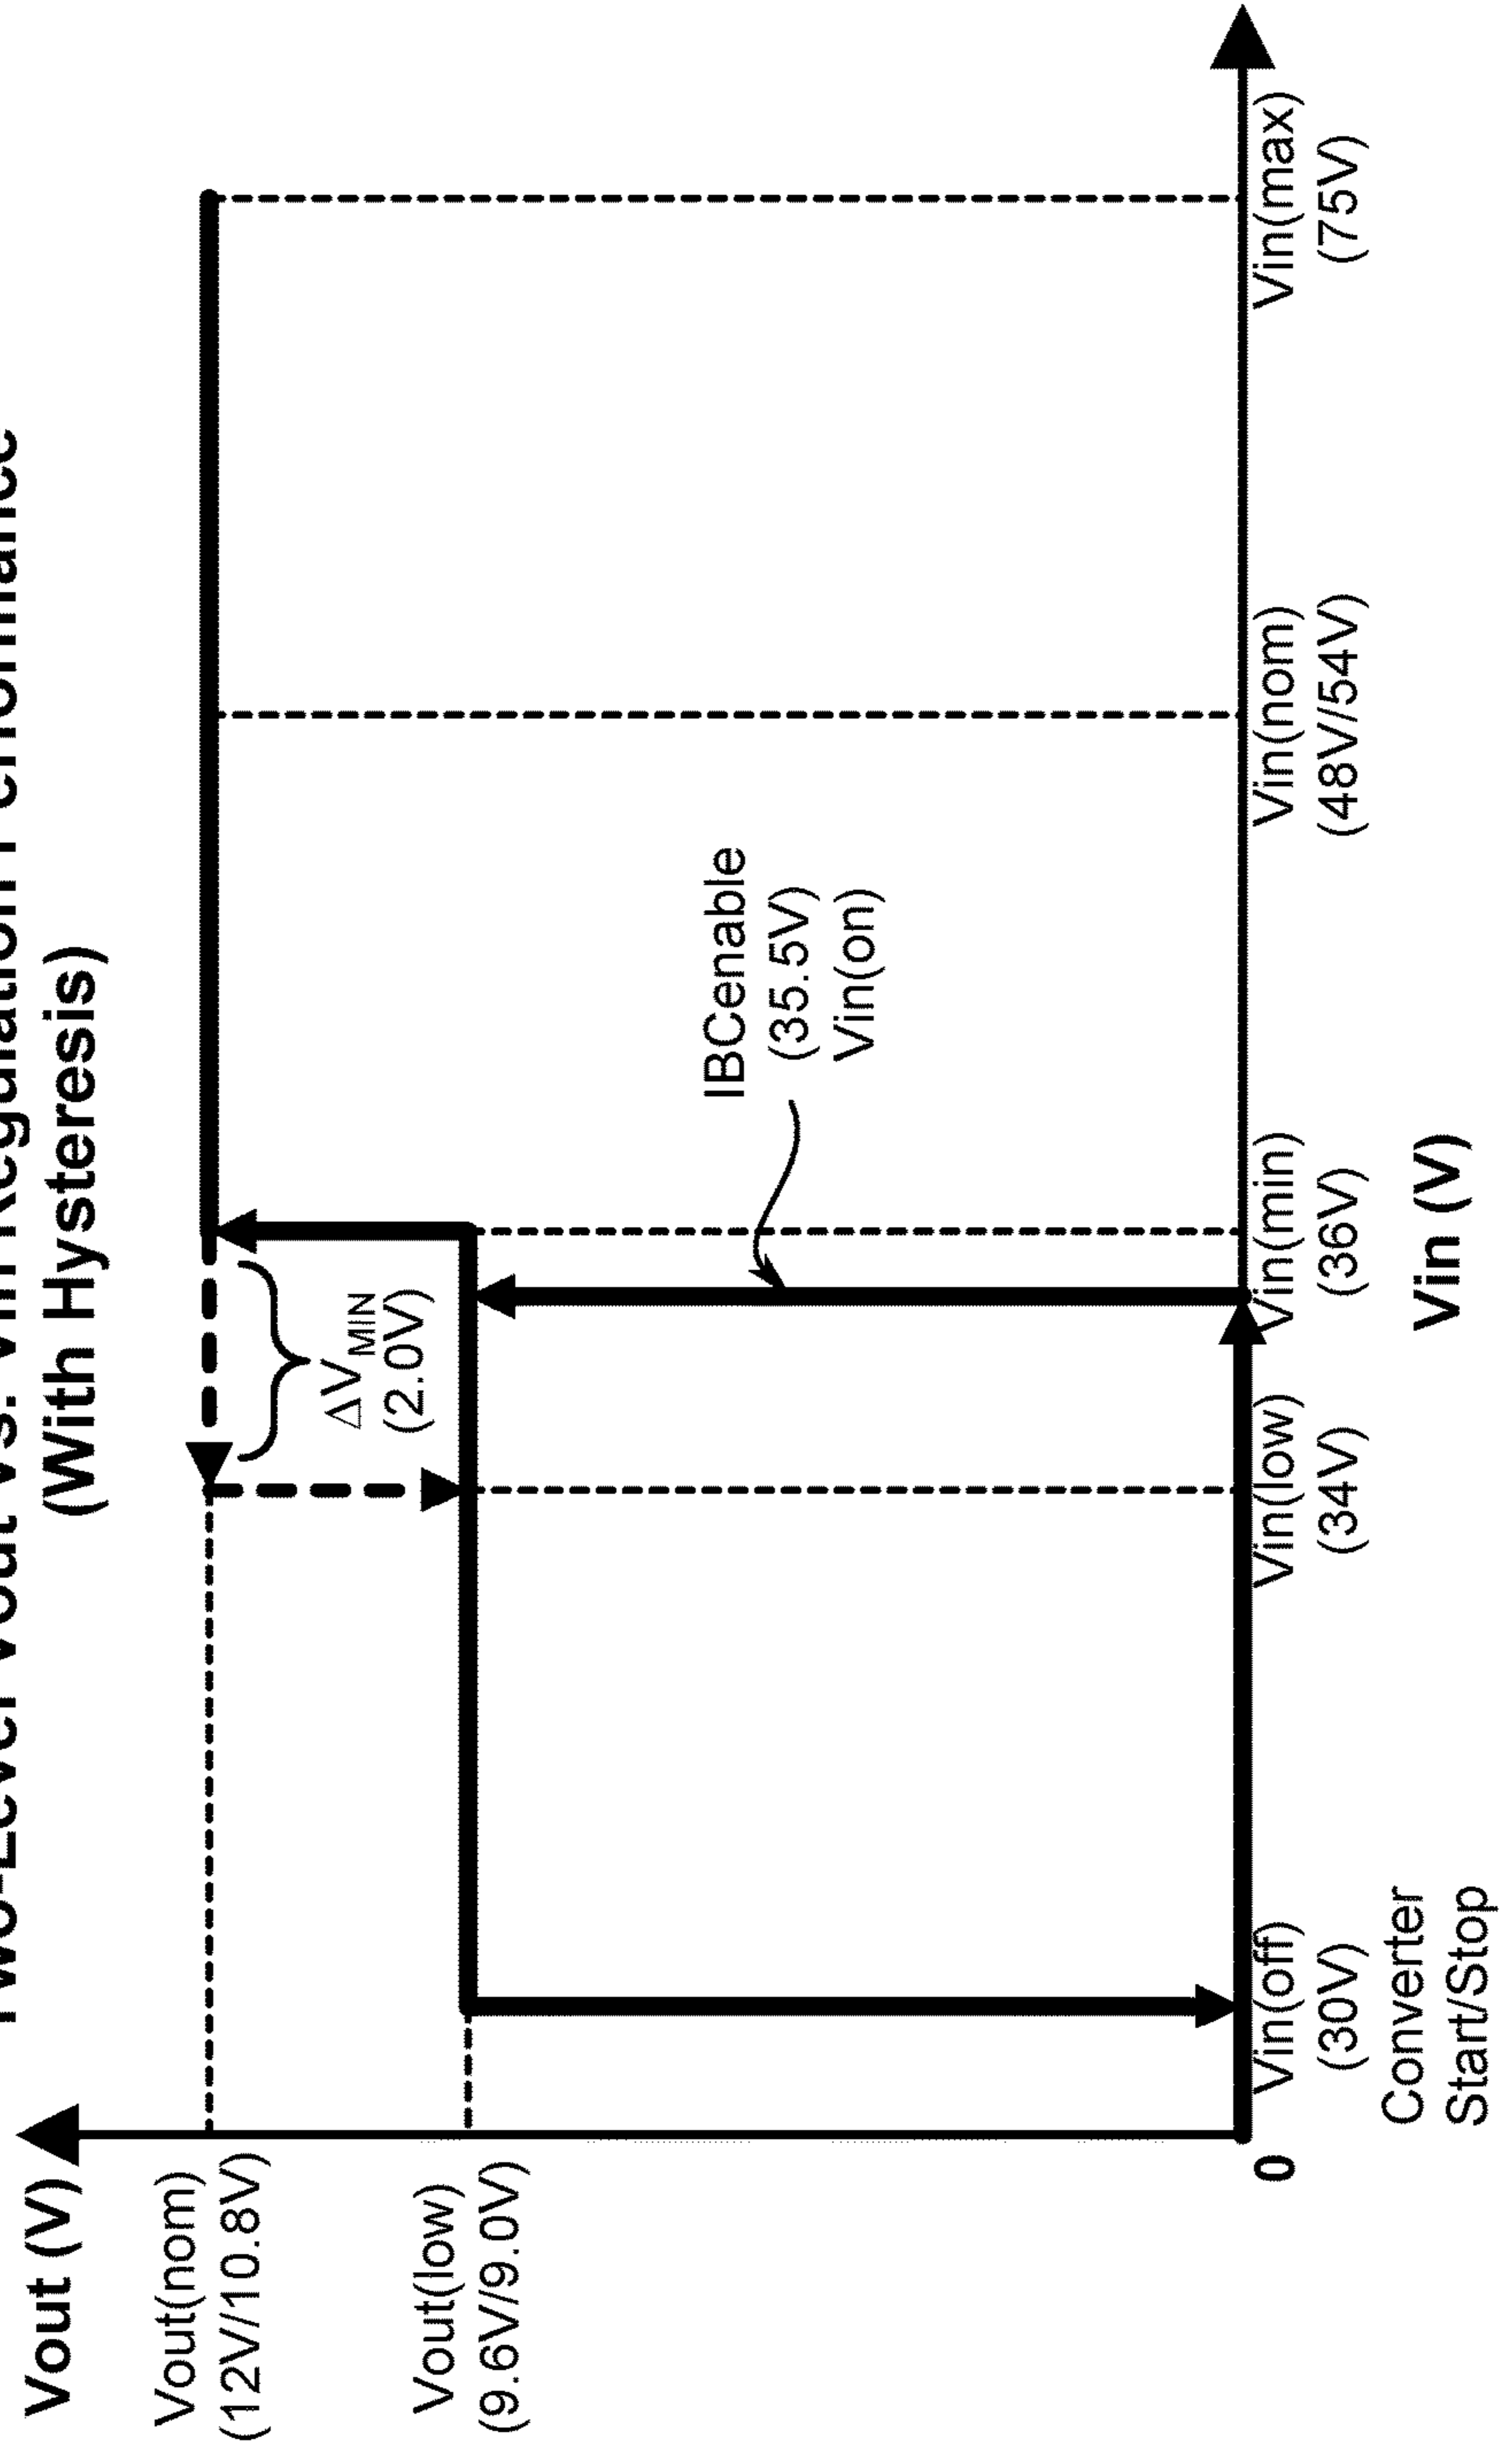 Two-Level Vout vs. Vin Regulation Performance
(With Hysteresis)
Vout (V)
Vout(nom)
(12V/10.8V)
Vout(low)
(9.6V/9.0V)
ΔVMIN
(2.0V)
IBCenable
(35.5V)
Vin(on)
0
Vin(off)
(30V)
Converter
Start/Stop
Vin(low)
(34V)
Vin(min)
(36V)
Vin(nom)
(48V/54V)
Vin(max)
(75V)
Vin (V)